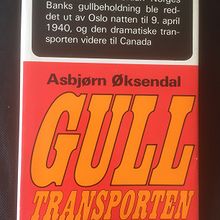 Banks gullbeholdning ble red-
det ut av Oslo natten til 9. april
1940, og den dramatiske trans-
porten videre til Canada
Asbjørn Øksendal
GULL
TRANSPORTEN